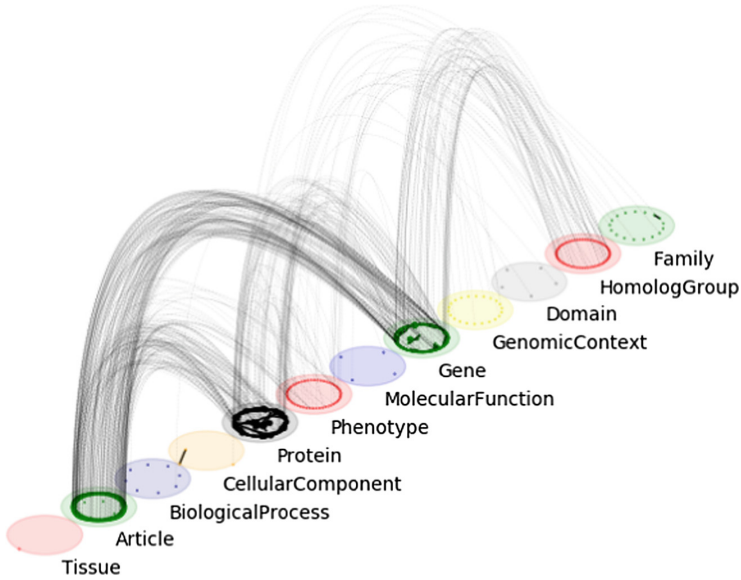 Family
HomologGroup
Domain
GenomicContext
Gene
MolecularFunction
Phenotype
Protein
CellularComponent
BiologicalProcess
Article
Tissue